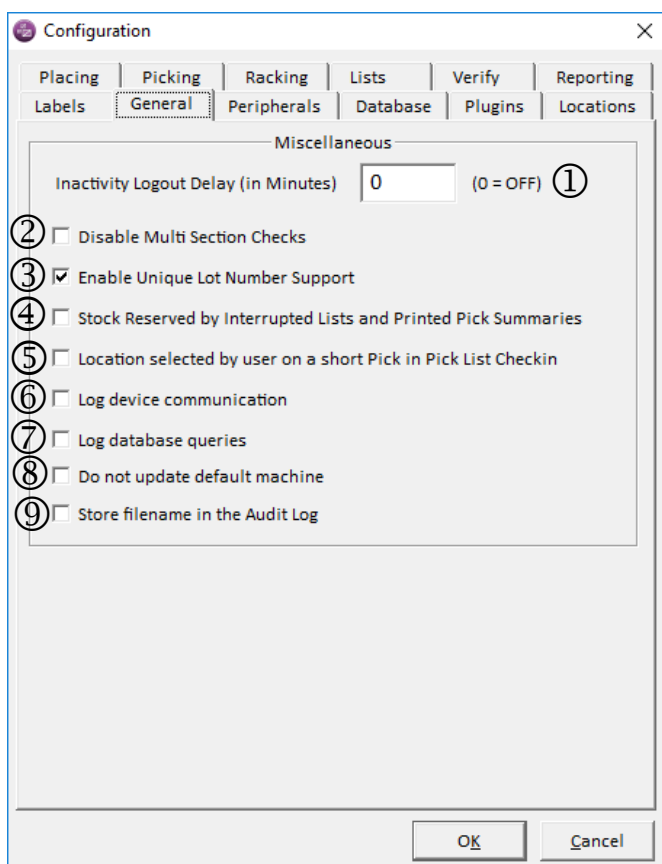 Configuration
Placing Picking Racking Lists Verify Reporting
Labels General Peripherals Database Plugins Locations
Miscellaneous
Inactivity Logout Delay (in Minutes) 0 (0 = OFF) ①
② Disable Multi Section Checks
③ Enable Unique Lot Number Support
④ Stock Reserved by Interrupted Lists and Printed Pick Summaries
⑤ Location selected by user on a short Pick in Pick List Checkin
⑥ Log device communication
⑦ Log database queries
⑧ Do not update default machine
⑨ Store filename in the Audit Log
OK Cancel